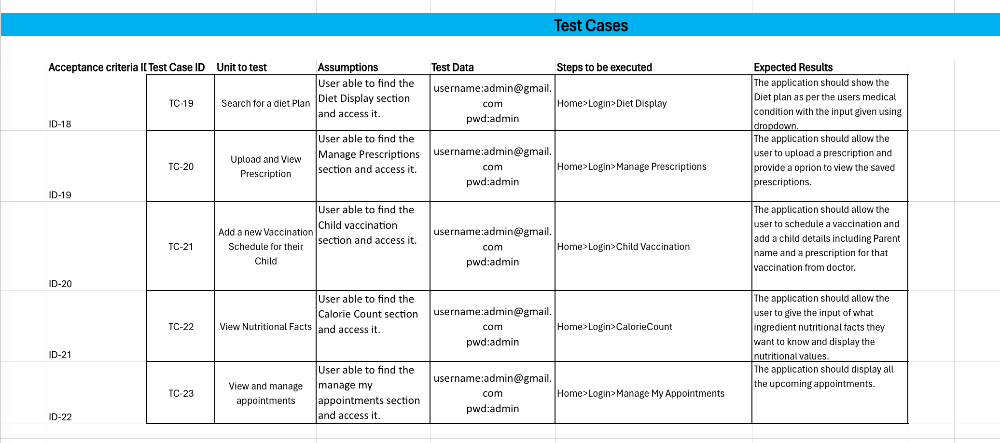 Test Cases
Acceptance criteria ID Test Case ID Unit to test Assumptions Test Data Steps to be executed Expected Results
ID-18
TC-19
Search for a diet Plan
User able to find the
Diet Display section
and access it.
username:admin@gmail.
com
pwd:admin
Home>Login>Diet Display
The application should show the
Diet plan as per the users medical
condition with the input given using
dropdown.
ID-19
TC-20
Upload and View
Prescription
User able to find the
Manage Prescriptions
section and access it.
username:admin@gmail.
com
pwd:admin
Home>Login>Manage Prescriptions
The application should allow the
user to upload a prescription and
provide a oprion to view the saved
prescriptions.
ID-20
TC-21
Add a new Vaccination
Schedule for their
Child
User able to find the
Child vaccination
section and access it.
username:admin@gmail.
com
pwd:admin
Home>Login>Child Vaccination
The application should allow the
user to schedule a vaccination and
add a child details including Parent
name and a prescription for that
vaccination from doctor.
ID-21
TC-22
View Nutritional Facts
User able to find the
Calorie Count section
and access it.
username:admin@gmail.
com
pwd:admin
Home>Login>CalorieCount
The application should allow the
user to give the input of what
ingredient nutritional facts they
want to know and display the
nutritional values.
ID-22
TC-23
View and manage
appointments
User able to find the
manage my
appointments section
and access it.
username:admin@gmail.
com
pwd:admin
Home>Login>Manage My Appointments
The application should display all
the upcoming appointments.